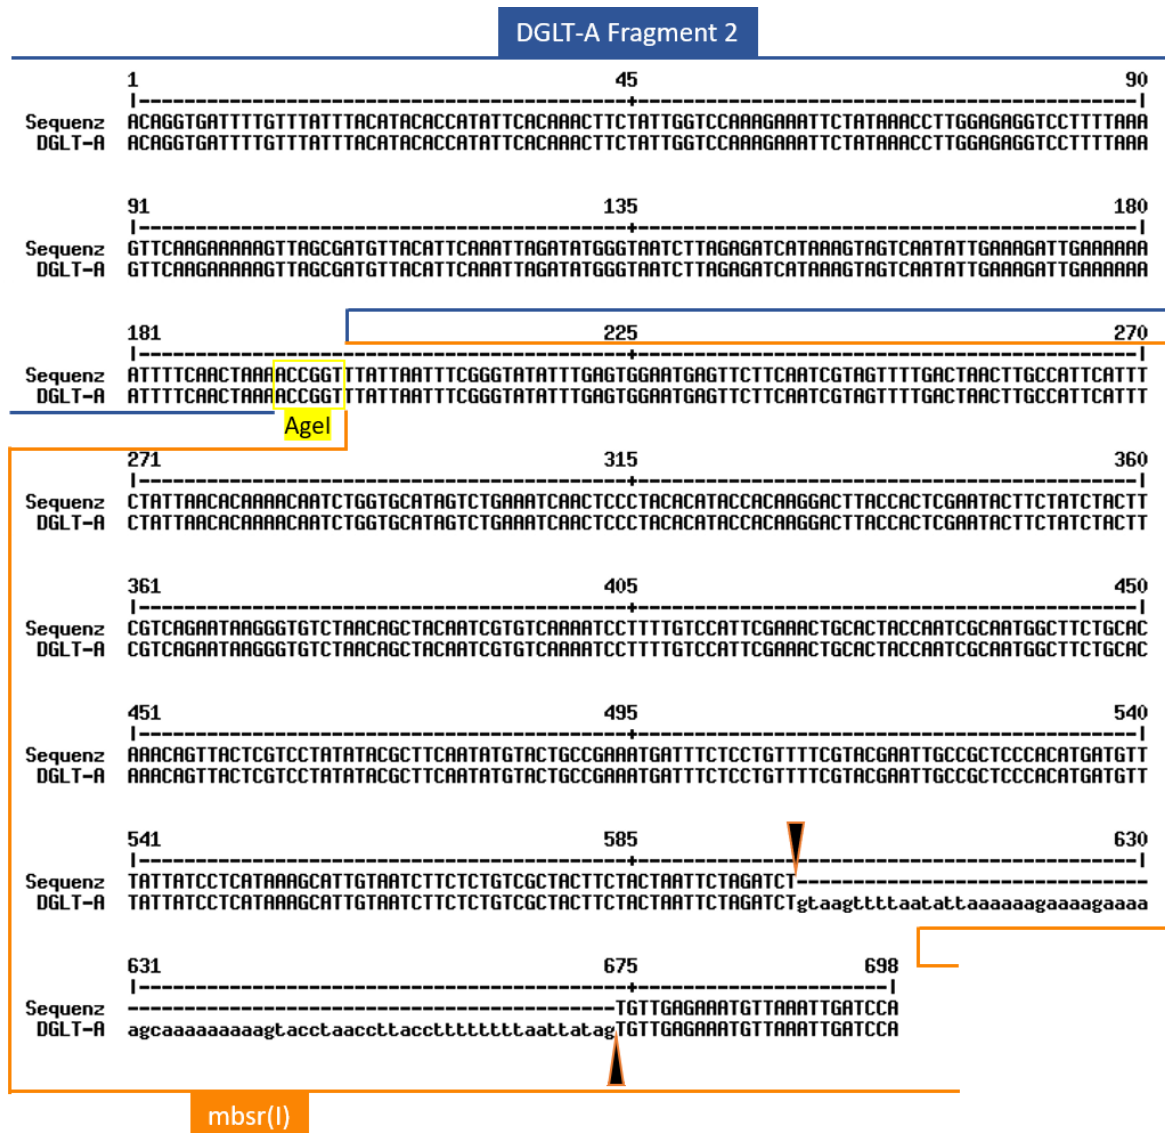 DGLT-A Fragment 2
1 45 90
|--------------------------------------------+--------------------------------------------|
Sequenz ACAGGTGATTTTGTTTATTTACATACACCATATTCACAAACTTCTATTGGTCCAAAGAAATTCTATAAACCTTGGAGAGGTCCTTTTAAA
DGLT-A ACAGGTGATTTTGTTTATTTACATACACCATATTCACAAACTTCTATTGGTCCAAAGAAATTCTATAAACCTTGGAGAGGTCCTTTTAAA
91 135 180
|--------------------------------------------+--------------------------------------------|
Sequenz GTTCAAGAAAAAGTTAGCGATGTTACATTCAAATTAGATATGGGTAATCTTAGAGATCATAAAGTAGTCAATATTGAAAGATTGAAAAAA
DGLT-A GTTCAAGAAAAAGTTAGCGATGTTACATTCAAATTAGATATGGGTAATCTTAGAGATCATAAAGTAGTCAATATTGAAAGATTGAAAAAA
181 225 270
|--------------------------------------------+--------------------------------------------|
Sequenz ATTTTCAACTAAAACCGGTTTATTAATTTCGGGTATATTTGAGTGGAATGAGTTCTTCAATCGTAGTTTTGACTAACTTGCCATTCATTT
DGLT-A ATTTTCAACTAAAACCGGTTTATTAATTTCGGGTATATTTGAGTGGAATGAGTTCTTCAATCGTAGTTTTGACTAACTTGCCATTCATTT
AgeI
271 315 360
|--------------------------------------------+--------------------------------------------|
Sequenz CTATTAACACAAAACAATCTGGTGCATAGTCTGAAATCAACTCCCTACACATACCACAAGGACTTACCACTCGAATACTTCTATCTACTT
DGLT-A CTATTAACACAAAACAATCTGGTGCATAGTCTGAAATCAACTCCCTACACATACCACAAGGACTTACCACTCGAATACTTCTATCTACTT
361 405 450
|--------------------------------------------+--------------------------------------------|
Sequenz CGTCAGAATAAGGGTGTCTAACAGCTACAATCGTGTCAAAATCCTTTTGTCCATTCGAAACTGCACTACCAATCGCAATGGCTTCTGCAC
DGLT-A CGTCAGAATAAGGGTGTCTAACAGCTACAATCGTGTCAAAATCCTTTTGTCCATTCGAAACTGCACTACCAATCGCAATGGCTTCTGCAC
451 495 540
|--------------------------------------------+--------------------------------------------|
Sequenz AAACAGTTACTCGTCCTATATACGCTTCAATATGTACTGCCGAAATGATTTCTCCTGTTTTCGTACGAATTGCCGCTCCCACATGATGTT
DGLT-A AAACAGTTACTCGTCCTATATACGCTTCAATATGTACTGCCGAAATGATTTCTCCTGTTTTCGTACGAATTGCCGCTCCCACATGATGTT
541 585 630
|--------------------------------------------+--------------------------------------------|
Sequenz TATTATCCTCATAAAGCATTGTAATCTTCTCTGTCGCTACTTCTACTAATTCTAGATCT-------------------------------
DGLT-A TATTATCCTCATAAAGCATTGTAATCTTCTCTGTCGCTACTTCTACTAATTCTAGATCTgtaagttttaatattaaaaaagaaaagaaaa
631 675 698
|--------------------------------------------+----------------------|
Sequenz -------------------------------------------TGTTGAGAAATGTTAAATTGATCCA
DGLT-A agcaaaaaaaaagtacctaaccttaccttttttttttaattatagTGTTGAGAAATGTTAAATTGATCCA
mbsr(I)